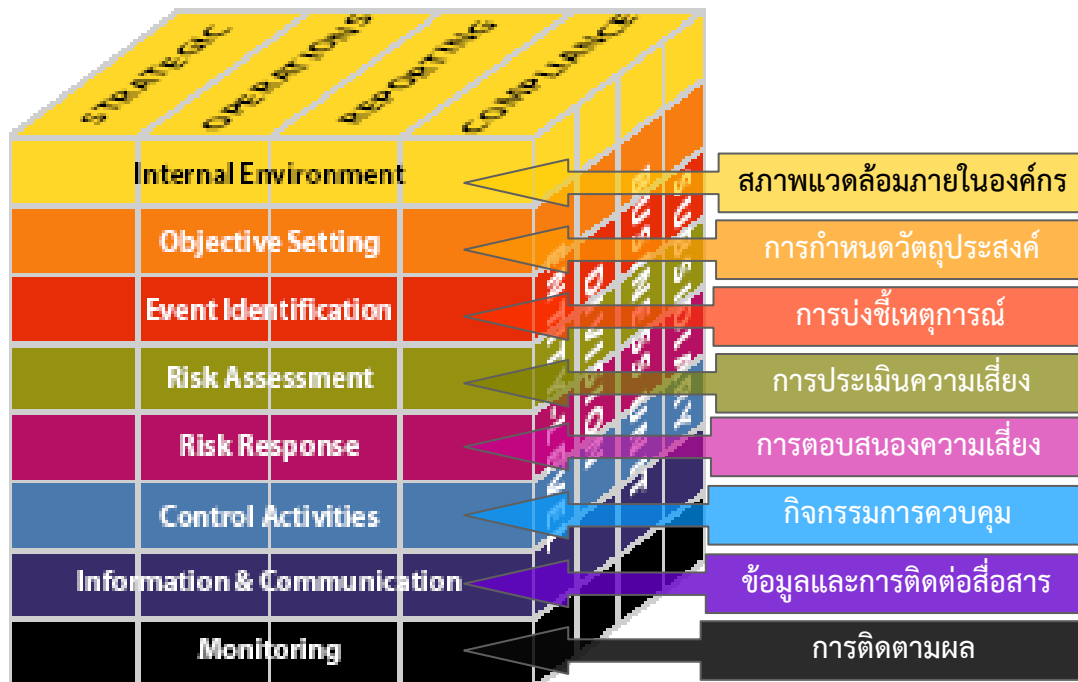 STRATEGIC
OPERATIONS
REPORTING
COMPLIANCE
Internal Environment
สภาพแวดล้อมภายในองค์กร
Objective Setting
การกำหนดวัตถุประสงค์
Event Identification
การบ่งชี้เหตุการณ์
Risk Assessment
การประเมินความเสี่ยง
Risk Response
การตอบสนองความเสี่ยง
Control Activities
กิจกรรมการควบคุม
Information & Communication
ข้อมูลและการติดต่อสื่อสาร
Monitoring
การติดตามผล